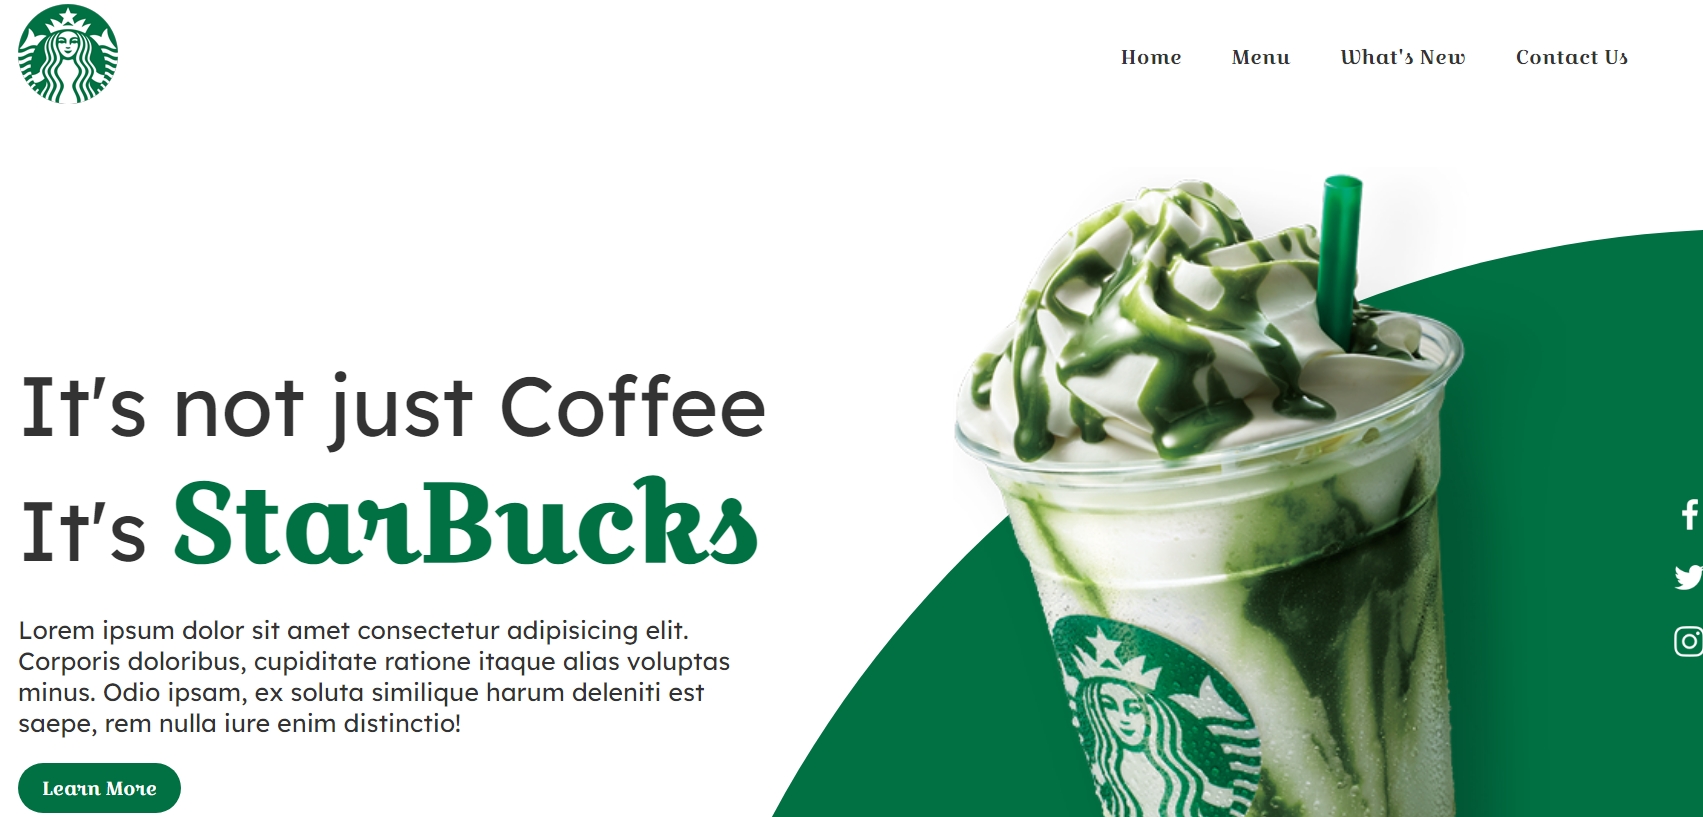 Home Menu What's New Contact Us
It's not just Coffee
It's StarBucks
Lorem ipsum dolor sit amet consectetur adipisicing elit.
Corporis doloribus, cupiditate ratione itaque alias voluptas
minus. Odio ipsam, ex soluta similique harum deleniti est
saepe, rem nulla iure enim distinctio!
Learn More